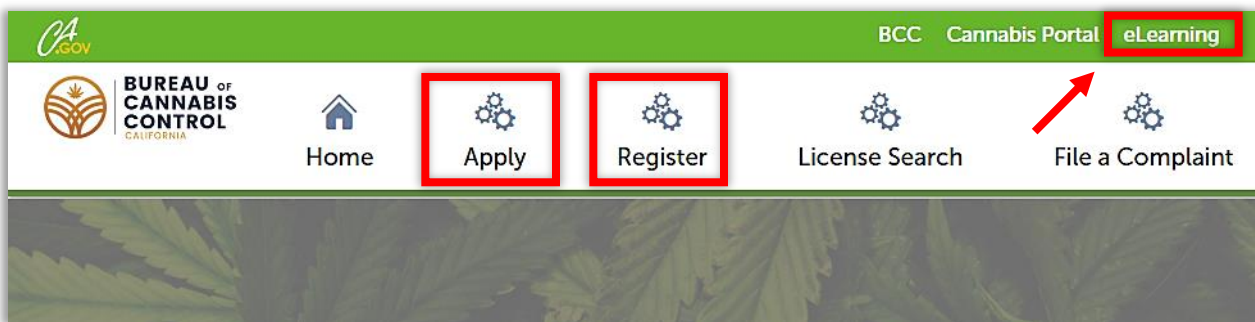 CA.GOV
BCC Cannabis Portal eLearning
BUREAU OF
CANNABIS
CONTROL
CALIFORNIA
Home Apply Register License Search File a Complaint